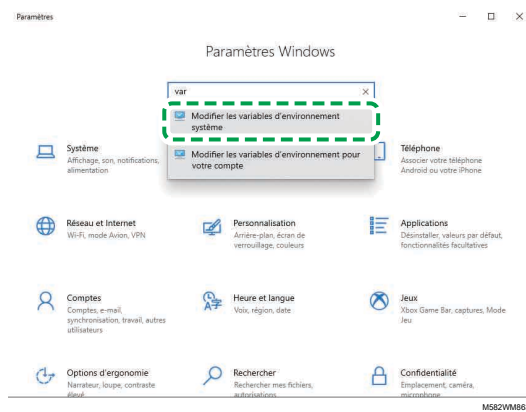 Paramètres
Paramètres Windows
var
Modifier les variables d'environnement
système
Modifier les variables d'environnement pour
votre compte
Système
Affichage, son, notifications,
alimentation
Téléphone
Associer votre téléphone
Android ou votre iPhone
Réseau et Internet
Wi-Fi, mode Avion, VPN
Personnalisation
Arrière-plan, écran de
verrouillage, couleurs
Applications
Désinstaller, valeurs par défaut,
fonctionnalités facultatives
Comptes
Comptes, e-mail,
synchronisation, travail, autres
utilisateurs
Heure et langue
Voix, région, date
Jeux
Xbox Game Bar, captures, Mode
Jeu
Options d'ergonomie
Narrateur, loupe, contraste
élevé
Rechercher
Rechercher mes fichiers,
autorisations
Confidentialité
Emplacement, caméra,
microphone
M582WM86